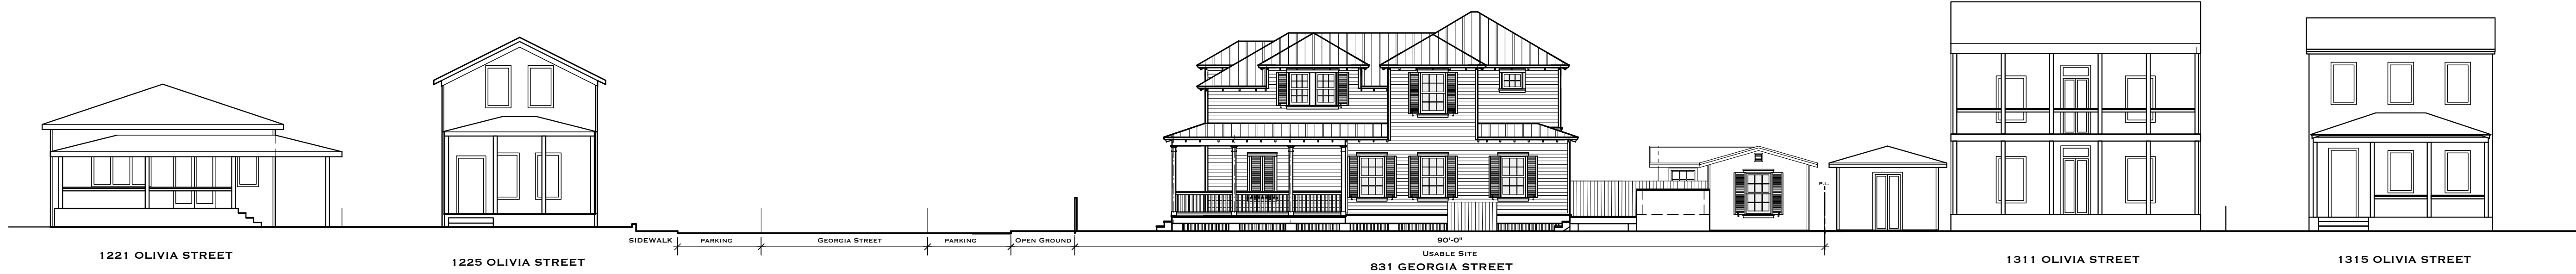 P.L.
SIDEWALK PARKING GEORGIA STREET PARKING OPEN GROUND 90'-0"
Usable Site
1221 OLIVIA STREET 1225 OLIVIA STREET 831 GEORGIA STREET 1311 OLIVIA STREET 1315 OLIVIA STREET